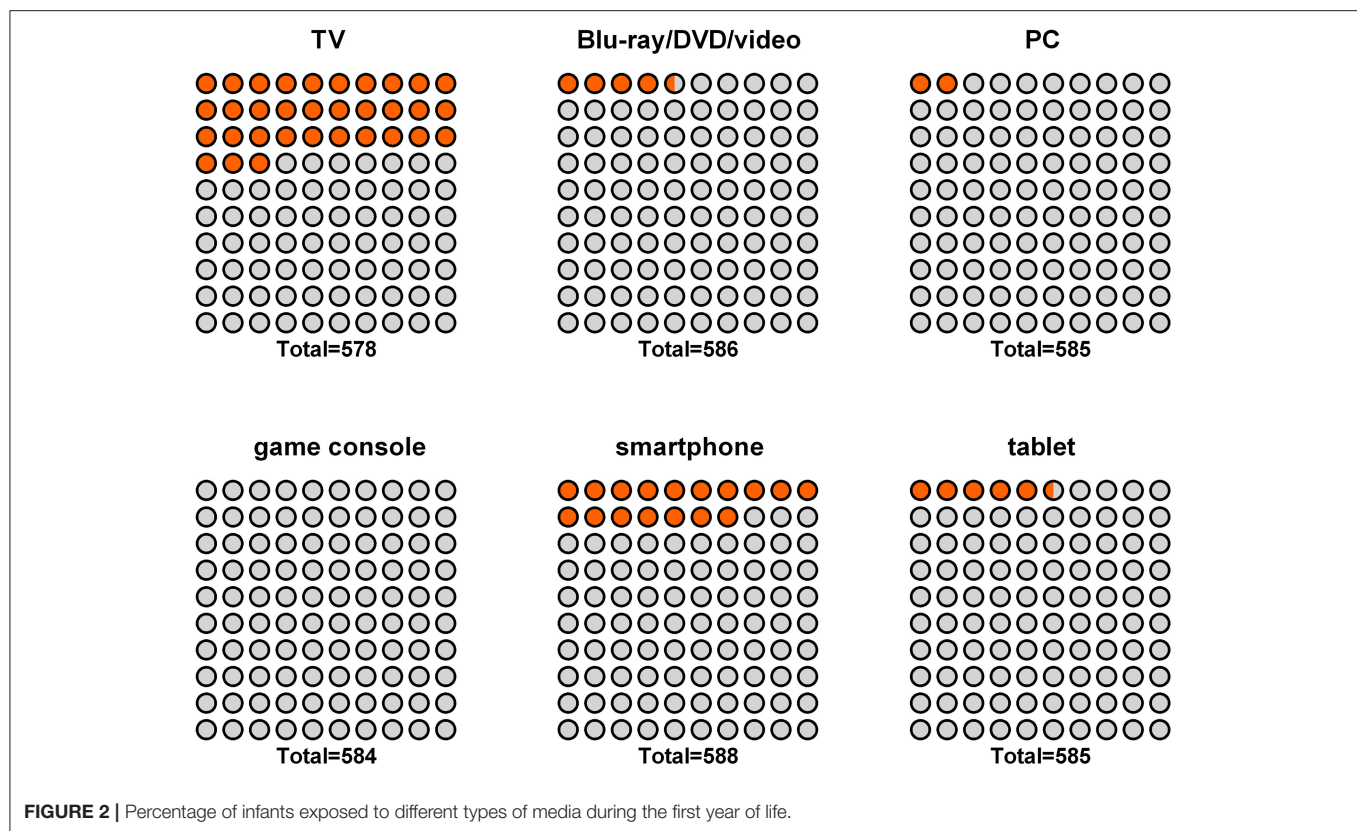 TV
Blu-ray/DVD/video
PC
Total=578
Total=586
Total=585
game console
smartphone
tablet
Total=584
Total=588
Total=585
FIGURE 2 | Percentage of infants exposed to different types of media during the first year of life.